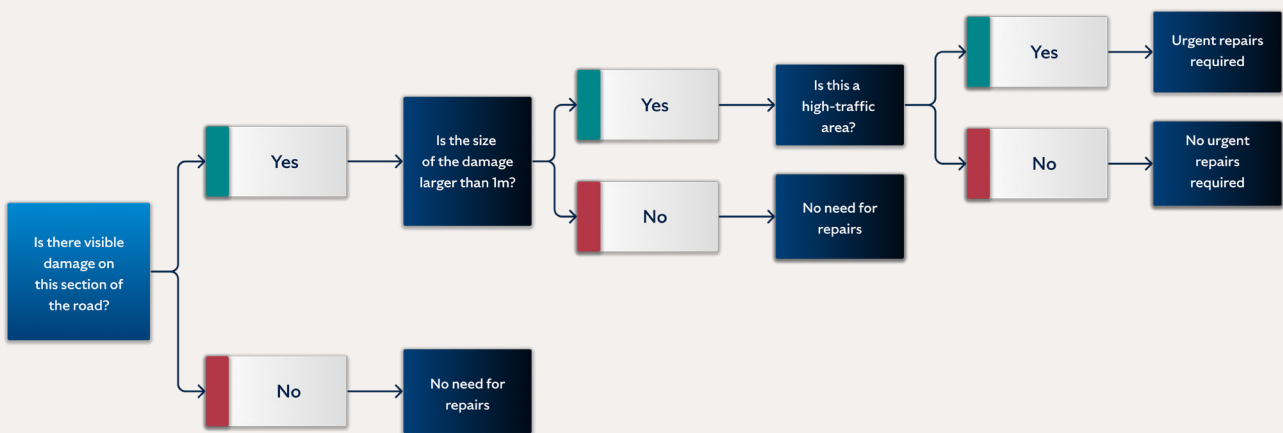 Is there visible
damage on
this section of
the road?
Yes
Is the size
of the damage
larger than 1m?
Yes
Is this a
high-traffic
area?
Yes
Urgent repairs
required
No
No urgent
repairs
required
No
No need for
repairs
No
No need for
repairs